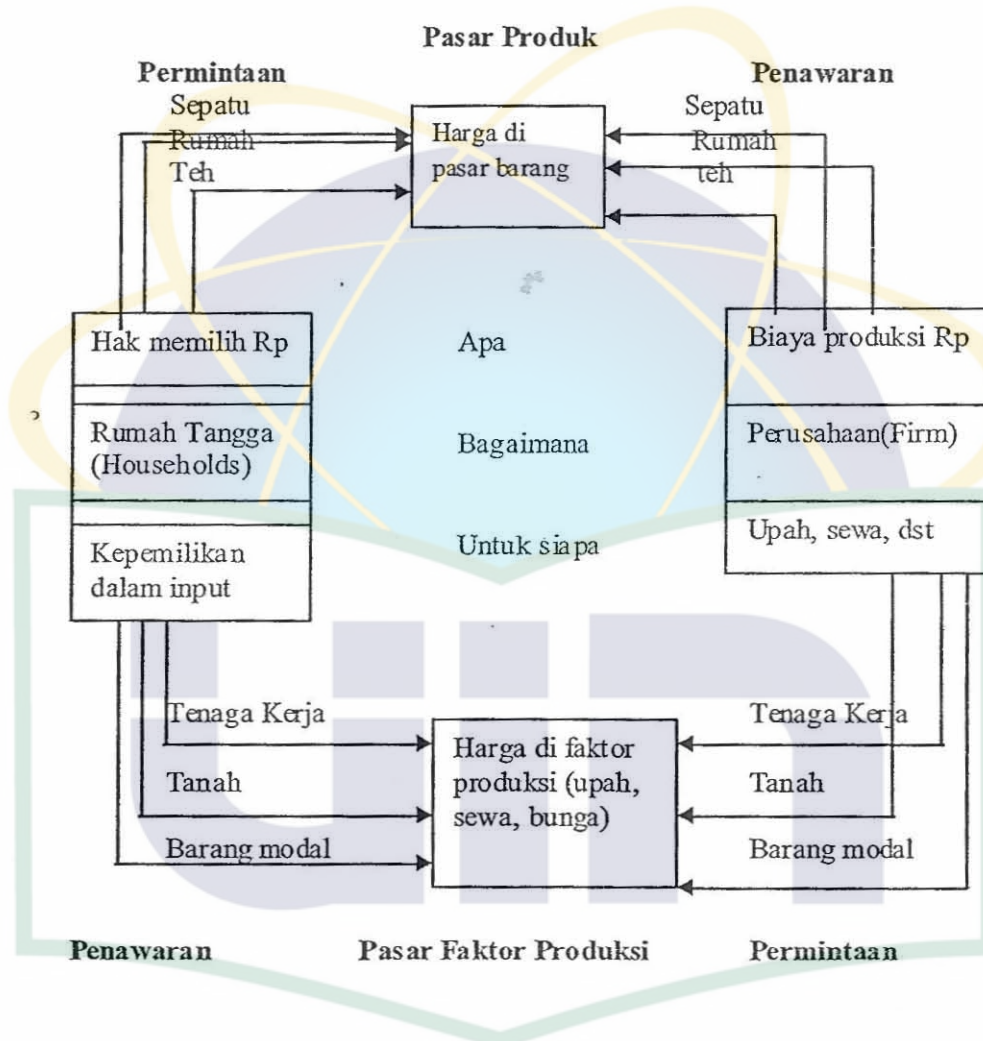 Pasar Produk
Permintaan
Penawaran
Sepatu
Rumah
Teh
Harga di
pasar barang
Sepatu
Rumah
teh
Hak memilih Rp
Rumah Tangga
(Households)
Kepemilikan
dalam input
Apa
Bagaimana
Untuk siapa
Biaya produksi Rp
Perusahaan(Firm)
Upah, sewa, dst
Tenaga Kerja
Tanah
Barang modal
Harga di faktor
produksi (upah,
sewa, bunga)
Tenaga Kerja
Tanah
Barang modal
Penawaran
Pasar Faktor Produksi
Permintaan
uin